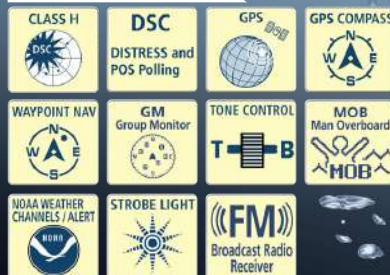 CLASS H
DSC
DSC
DISTRESS and
POS Polling
GPS
GPS COMPASS
N
W E
S
WAYPOINT NAV
N
W E
S
GM
Group Monitor
TONE CONTROL
T B
MOB
Man Overboard
MOB
NOAA WEATHER
CHANNELS / ALERT
NOAA
STROBE LIGHT
((FM))
Broadcast Radio
Receiver